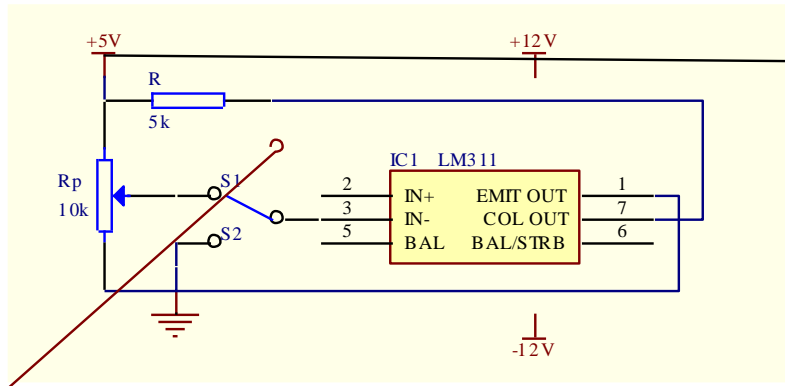 +5V
+12V
R
5k
Rp
10k
S1
S2
IC1 LM311
2 IN+ EMIT OUT 1
3 IN- COL OUT 7
5 BAL BAL/STRB 6
-12V